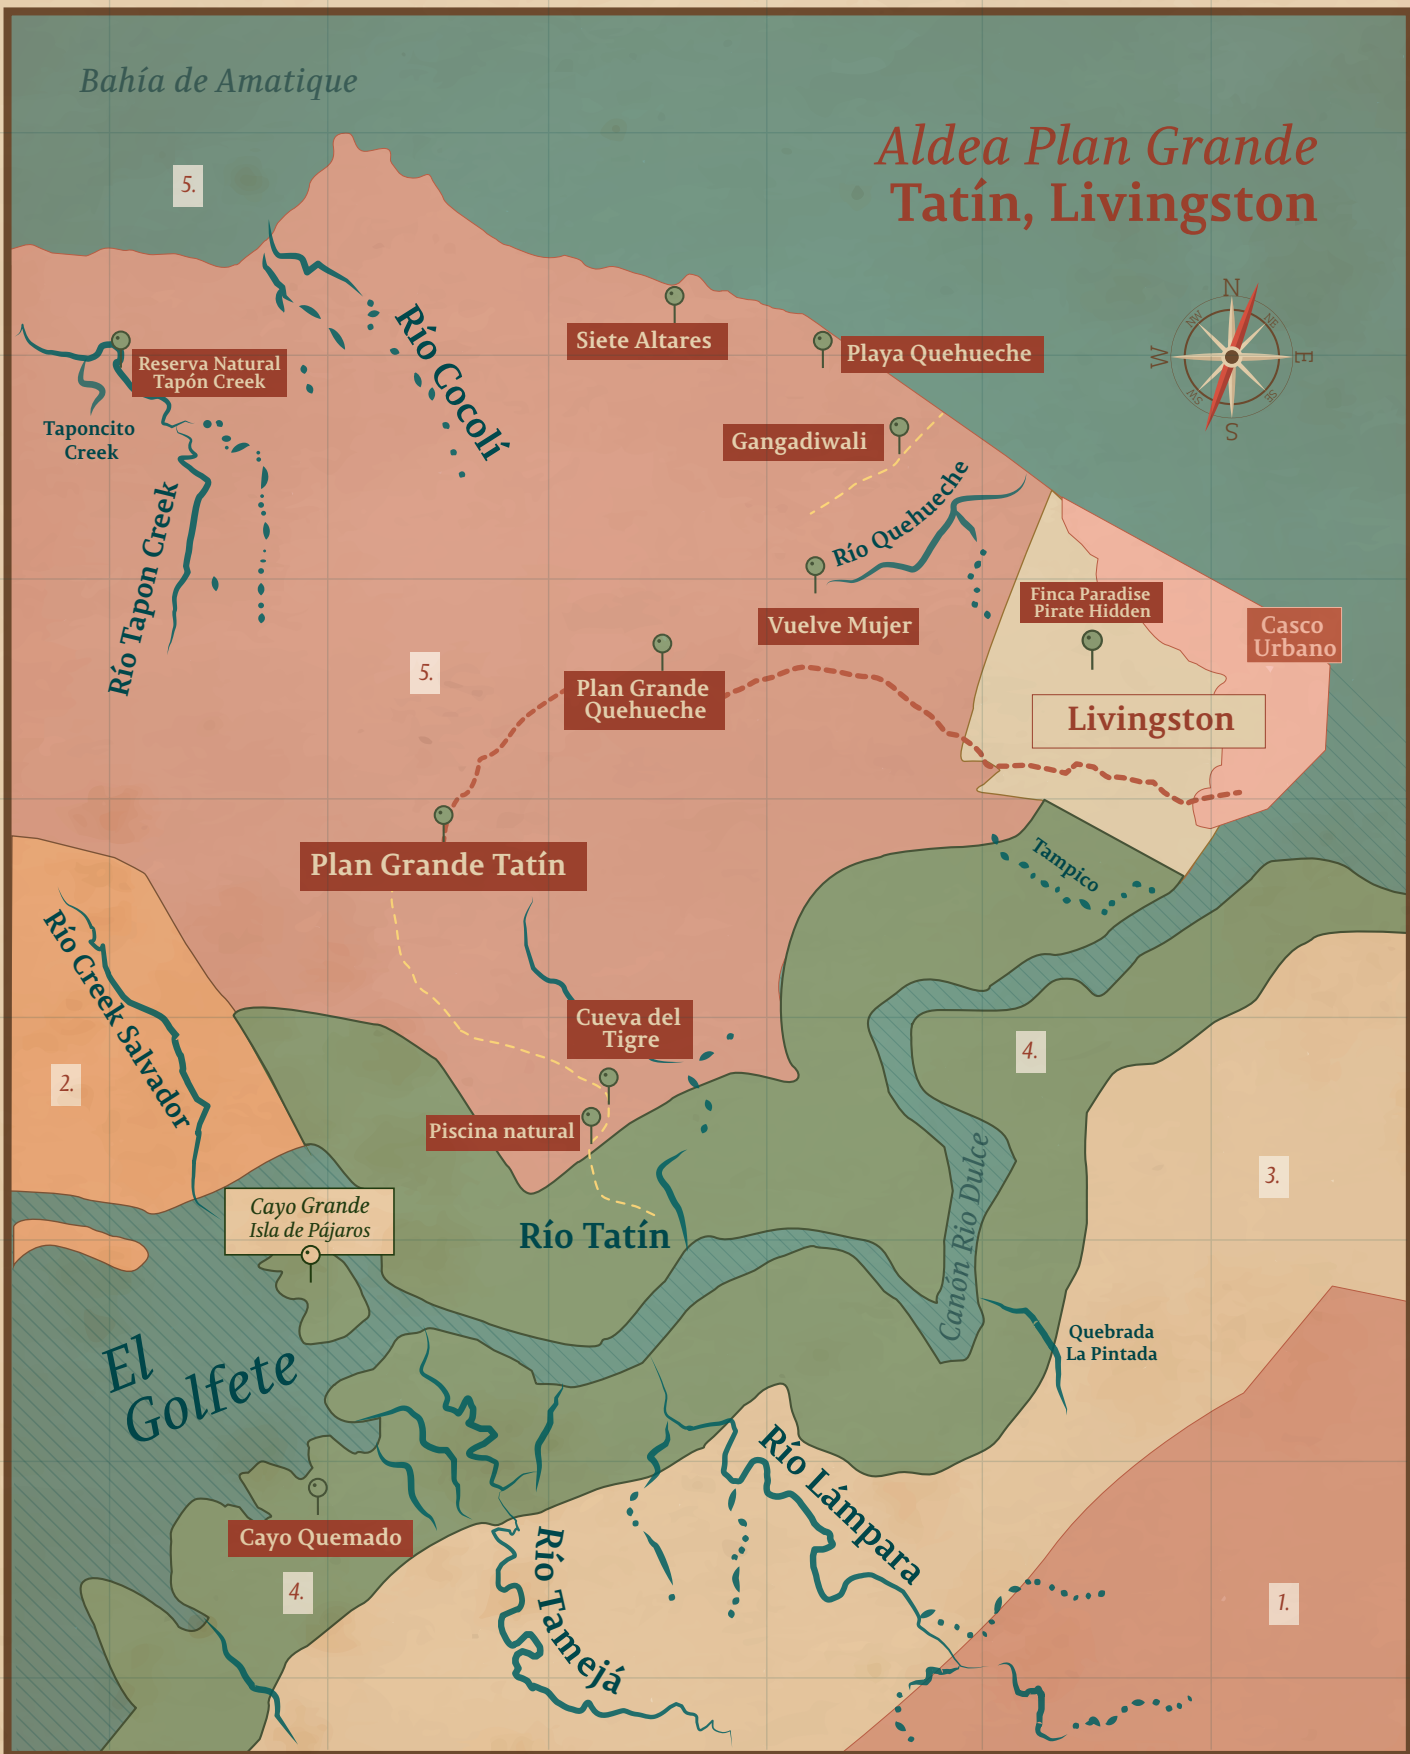 Bahía de Amatique
Aldea Plan Grande
Tatín, Livingston
5.
N
NW
NE
W
E
SW
SE
S
Río Cocolí
Siete Altares
Playa Quehueche
Reserva Natural
Tapón Creek
Taponcito
Creek
Gangadiwali
Río Quehueche
Río Tapon Creek
Vuelve Mujer
Finca Paradise
Pirate Hidden
Casco
Urbano
5.
Plan Grande
Quehueche
Livingston
Plan Grande Tatín
Tampico
Río Creek Salvador
Cueva del
Tigre
4.
2.
Piscina natural
3.
Cayo Grande
Isla de Pájaros
Río Tatín
Canón Rio Dulce
El
Golfete
Quebrada
La Pintada
Río Lámpara
Cayo Quemado
Río Tamejá
4.
1.